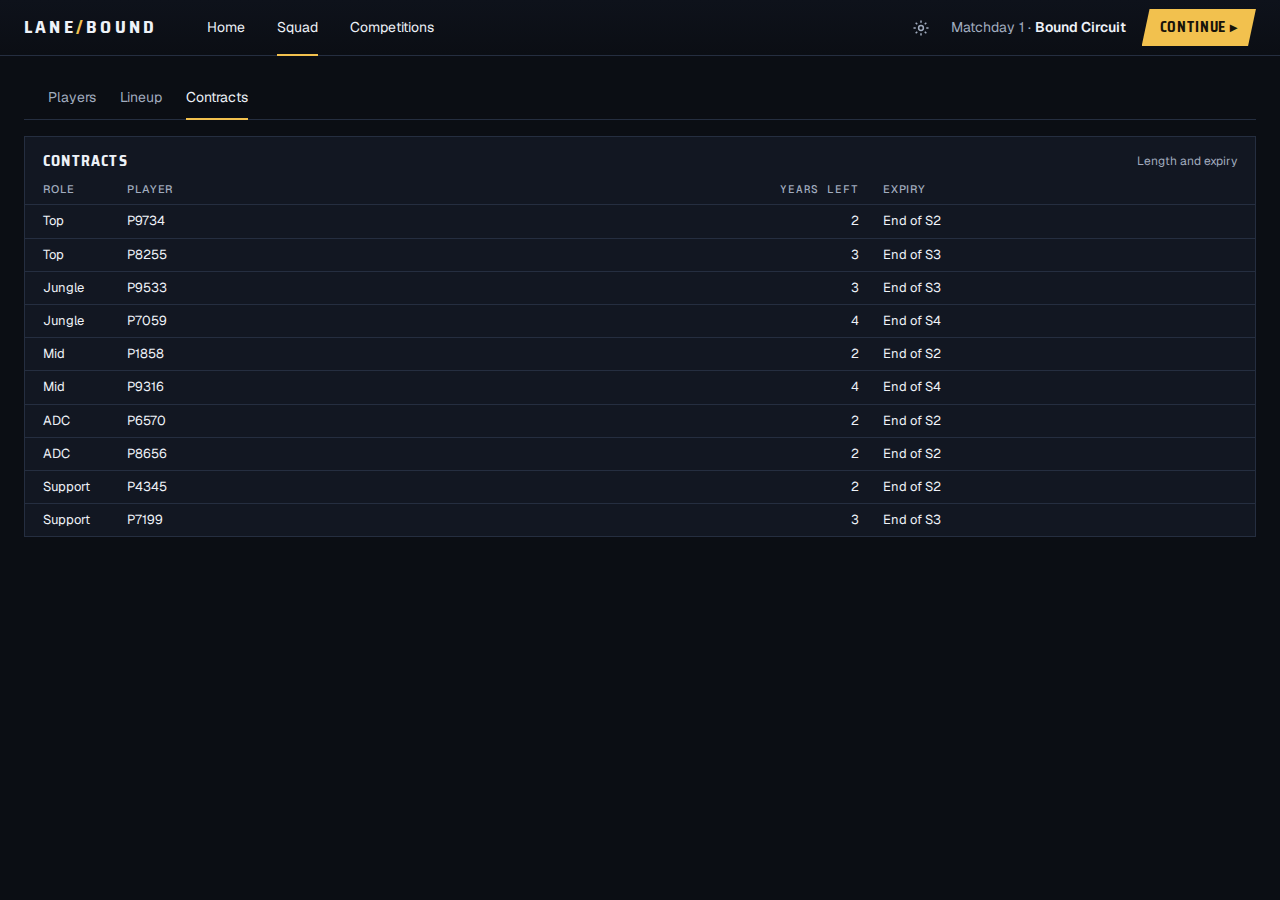 LANE/BOUND Home Squad Competitions Matchday 1 · Bound Circuit CONTINUE ▸
Players Lineup Contracts
CONTRACTS Length and expiry
ROLE PLAYER YEARS LEFT EXPIRY
Top P9734 2 End of S2
Top P8255 3 End of S3
Jungle P9533 3 End of S3
Jungle P7059 4 End of S4
Mid P1858 2 End of S2
Mid P9316 4 End of S4
ADC P6570 2 End of S2
ADC P8656 2 End of S2
Support P4345 2 End of S2
Support P7199 3 End of S3